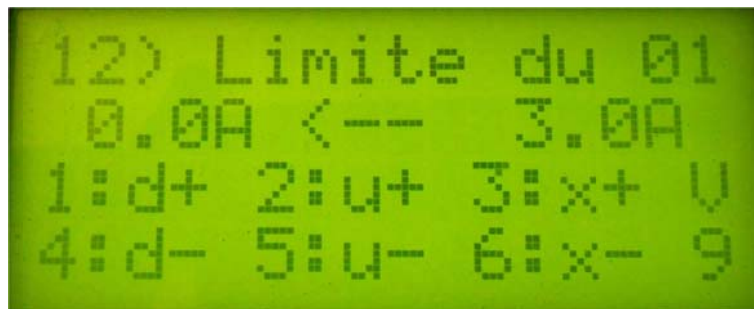 12) Limite du 01
0.0A <-- 3.0A
1:d+ 2:u+ 3:x+ V
4:d- 5:u- 6:x- 9